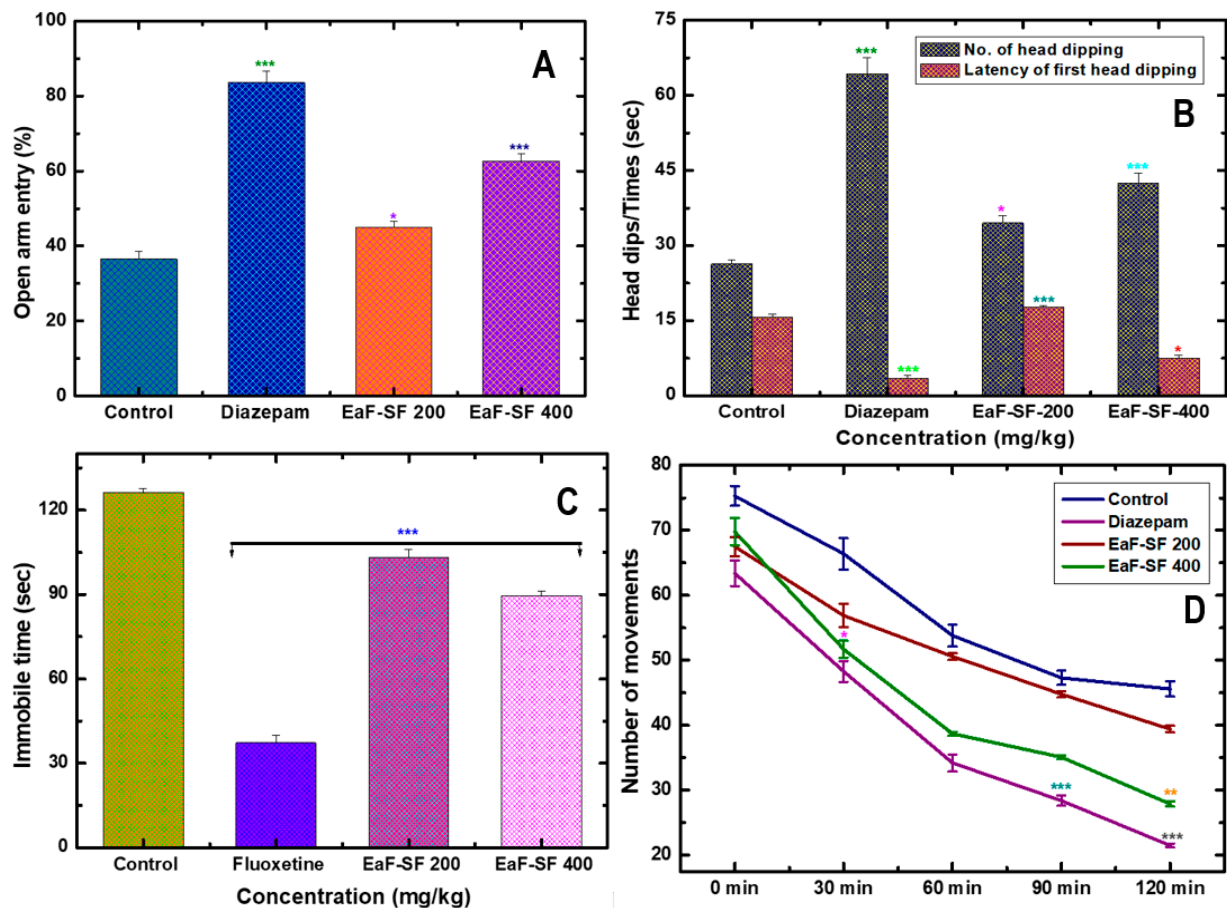 A
Open arm entry (%)
100
80
60
40
20
0
***
*
***
Control Diazepam EaF-SF 200 EaF-SF 400
B
No. of head dipping
Latency of first head dipping
Head dips/Times (sec)
75
60
45
30
15
0
***
***
*
***
***
*
Control Diazepam EaF-SF-200 EaF-SF-400
Concentration (mg/kg)
C
Immobile time (sec)
120
90
60
30
0
***
Control Fluoxetine EaF-SF 200 EaF-SF 400
Concentration (mg/kg)
D
Control
Diazepam
EaF-SF 200
EaF-SF 400
Number of movements
80
70
60
50
40
30
20
*
***
**
***
0 min 30 min 60 min 90 min 120 min